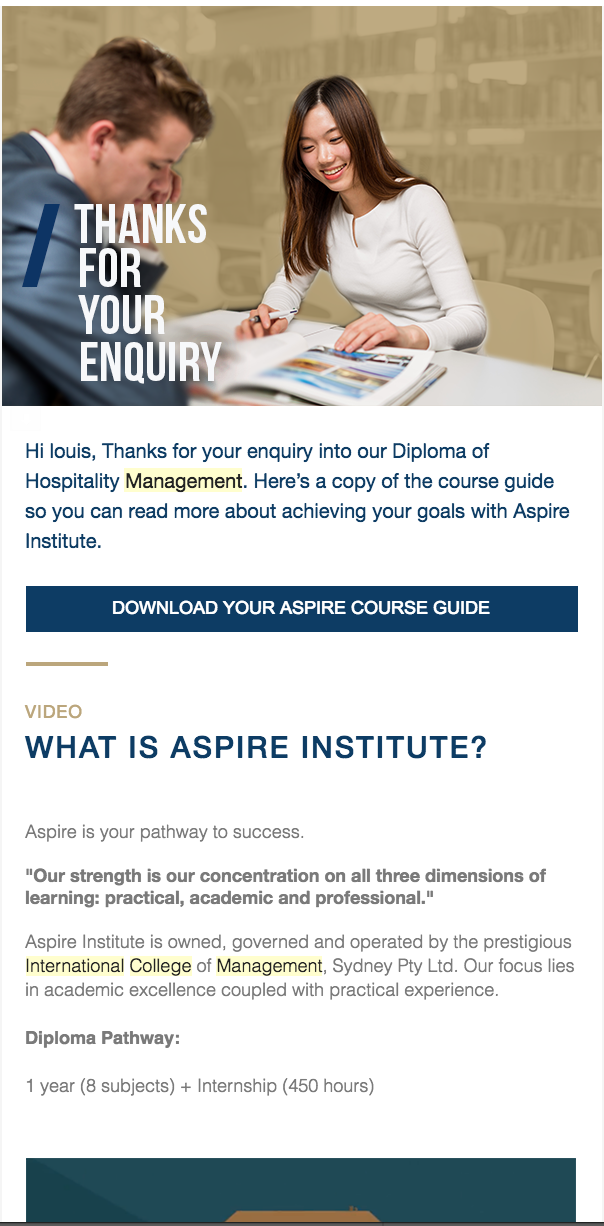 THANKS
FOR
YOUR
ENQUIRY
Hi louis, Thanks for your enquiry into our Diploma of
Hospitality Management. Here’s a copy of the course guide
so you can read more about achieving your goals with Aspire
Institute.
DOWNLOAD YOUR ASPIRE COURSE GUIDE
VIDEO
WHAT IS ASPIRE INSTITUTE?
Aspire is your pathway to success.
"Our strength is our concentration on all three dimensions of
learning: practical, academic and professional."
Aspire Institute is owned, governed and operated by the prestigious
International College of Management, Sydney Pty Ltd. Our focus lies
in academic excellence coupled with practical experience.
Diploma Pathway:
1 year (8 subjects) + Internship (450 hours)